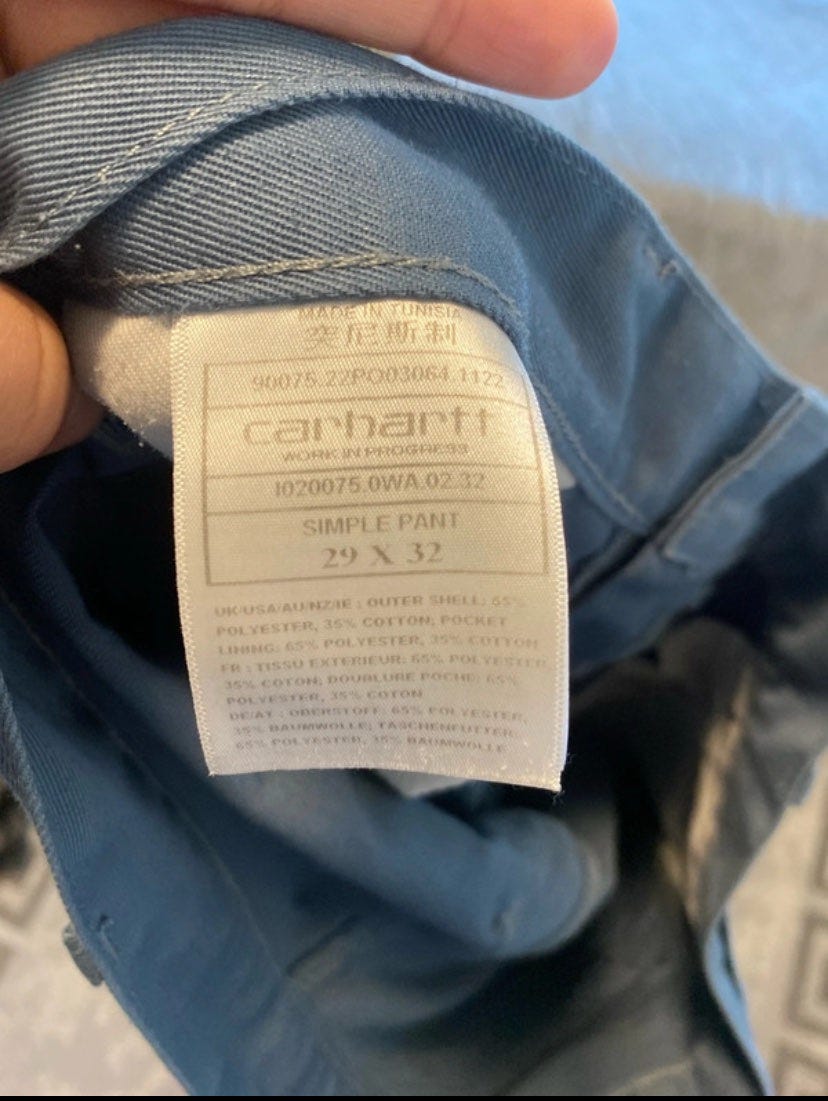 MADE IN TUNISIA
突尼斯制
90075.22PO03064.1122
carhartt
WORK IN PROGRESS
I020075.0WA.02.32
SIMPLE PANT
29 X 32
UK/USA/AU/NZ/IE : OUTER SHELL: 65%
POLYESTER, 35% COTTON; POCKET
LINING: 65% POLYESTER, 35% COTTON
FR : TISSU EXTERIEUR: 65% POLYESTER,
35% COTON; DOUBLURE POCHE: 65%
POLYESTER, 35% COTON
DE/AT : OBERSTOFF: 65% POLYESTER,
35% BAUMWOLLE; TASCHENFUTTER:
65% POLYESTER, 35% BAUMWOLLE